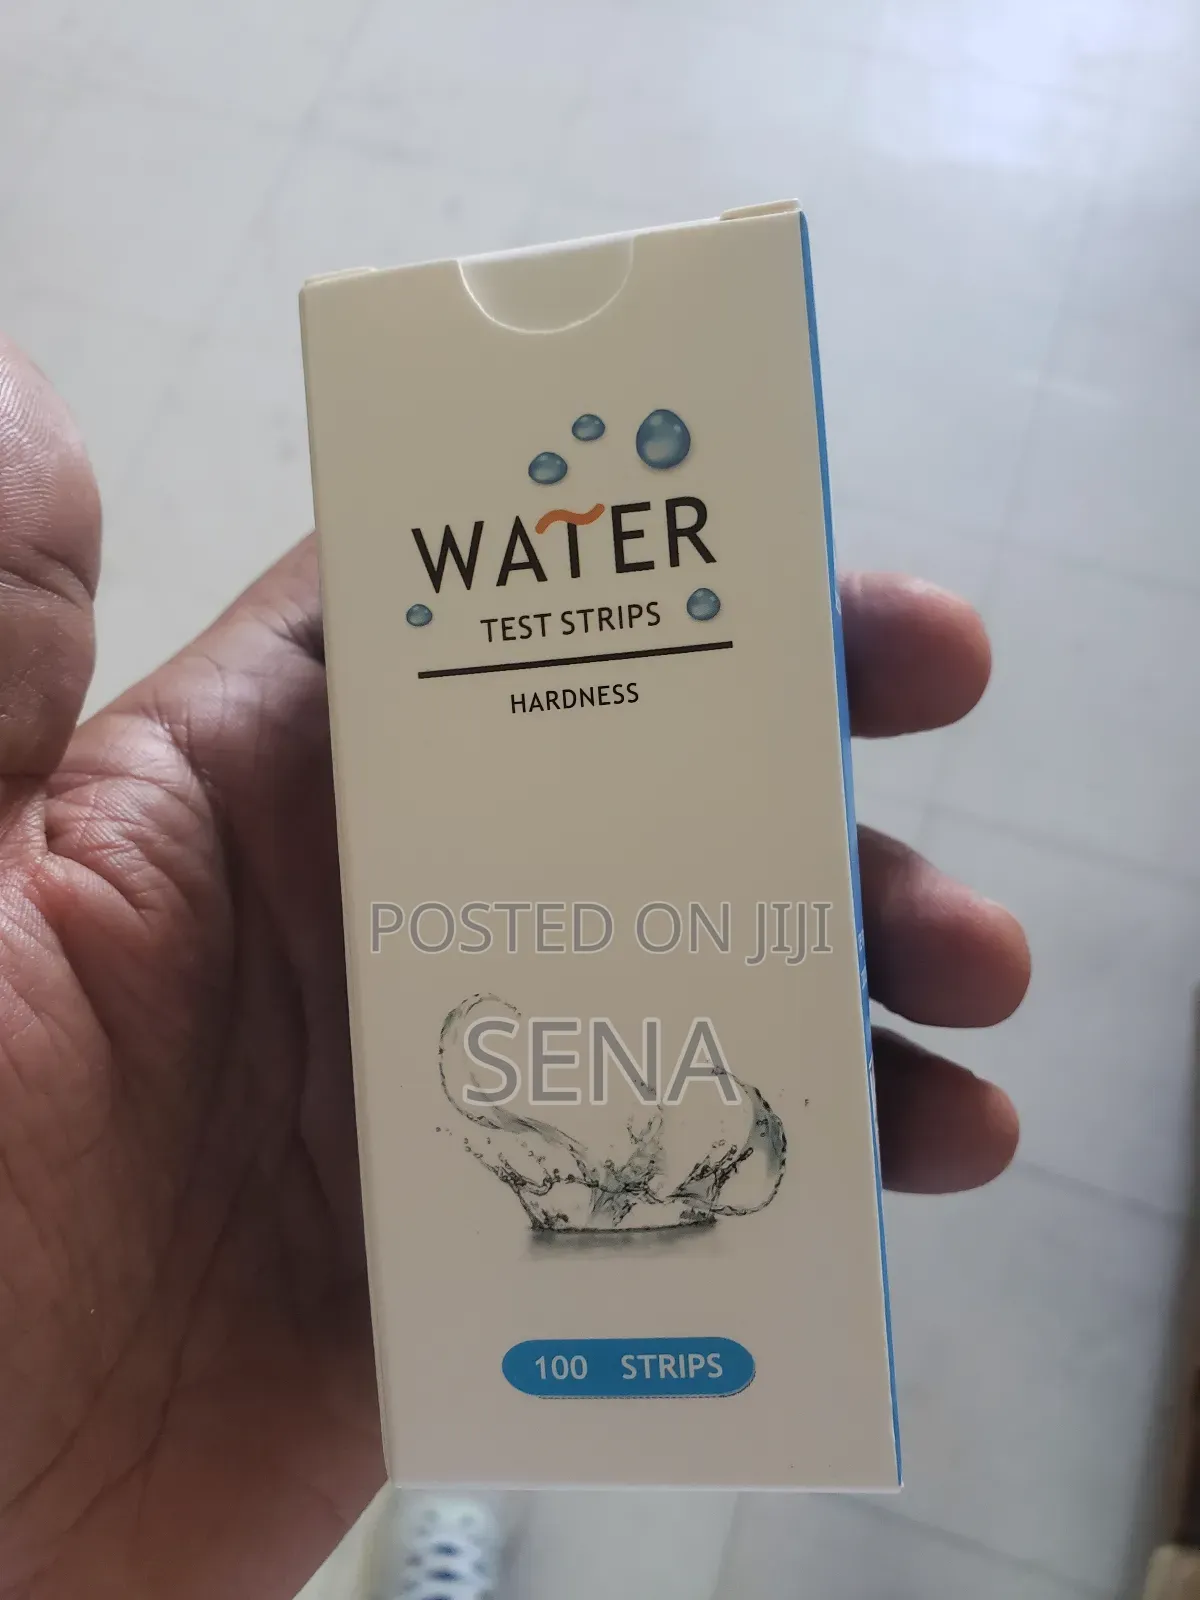 WATER
TEST STRIPS
HARDNESS
POSTED ON JIJI
SENA
100 STRIPS